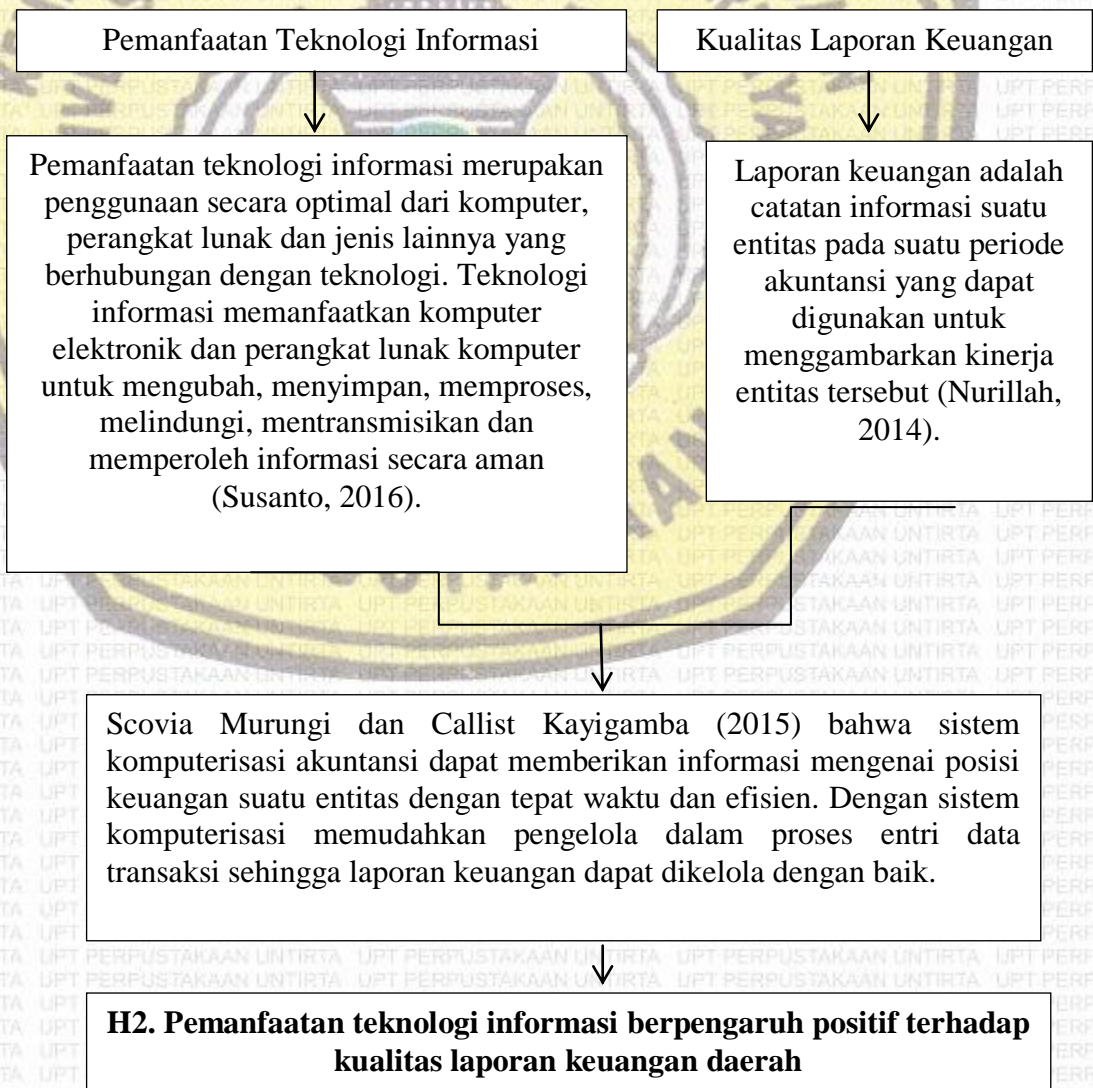 Pemanfaatan Teknologi Informasi
Kualitas Laporan Keuangan
Pemanfaatan teknologi informasi merupakan
penggunaan secara optimal dari komputer,
perangkat lunak dan jenis lainnya yang
berhubungan dengan teknologi. Teknologi
informasi memanfaatkan komputer
elektronik dan perangkat lunak komputer
untuk mengubah, menyimpan, memproses,
melindungi, mentransmisikan dan
memperoleh informasi secara aman
(Susanto, 2016).
Laporan keuangan adalah
catatan informasi suatu
entitas pada suatu periode
akuntansi yang dapat
digunakan untuk
menggambarkan kinerja
entitas tersebut (Nurillah,
2014).
Scovia Murungi dan Callist Kayigamba (2015) bahwa sistem
komputerisasi akuntansi dapat memberikan informasi mengenai posisi
keuangan suatu entitas dengan tepat waktu dan efisien. Dengan sistem
komputerisasi memudahkan pengelola dalam proses entri data
transaksi sehingga laporan keuangan dapat dikelola dengan baik.
H2. Pemanfaatan teknologi informasi berpengaruh positif terhadap
kualitas laporan keuangan daerah